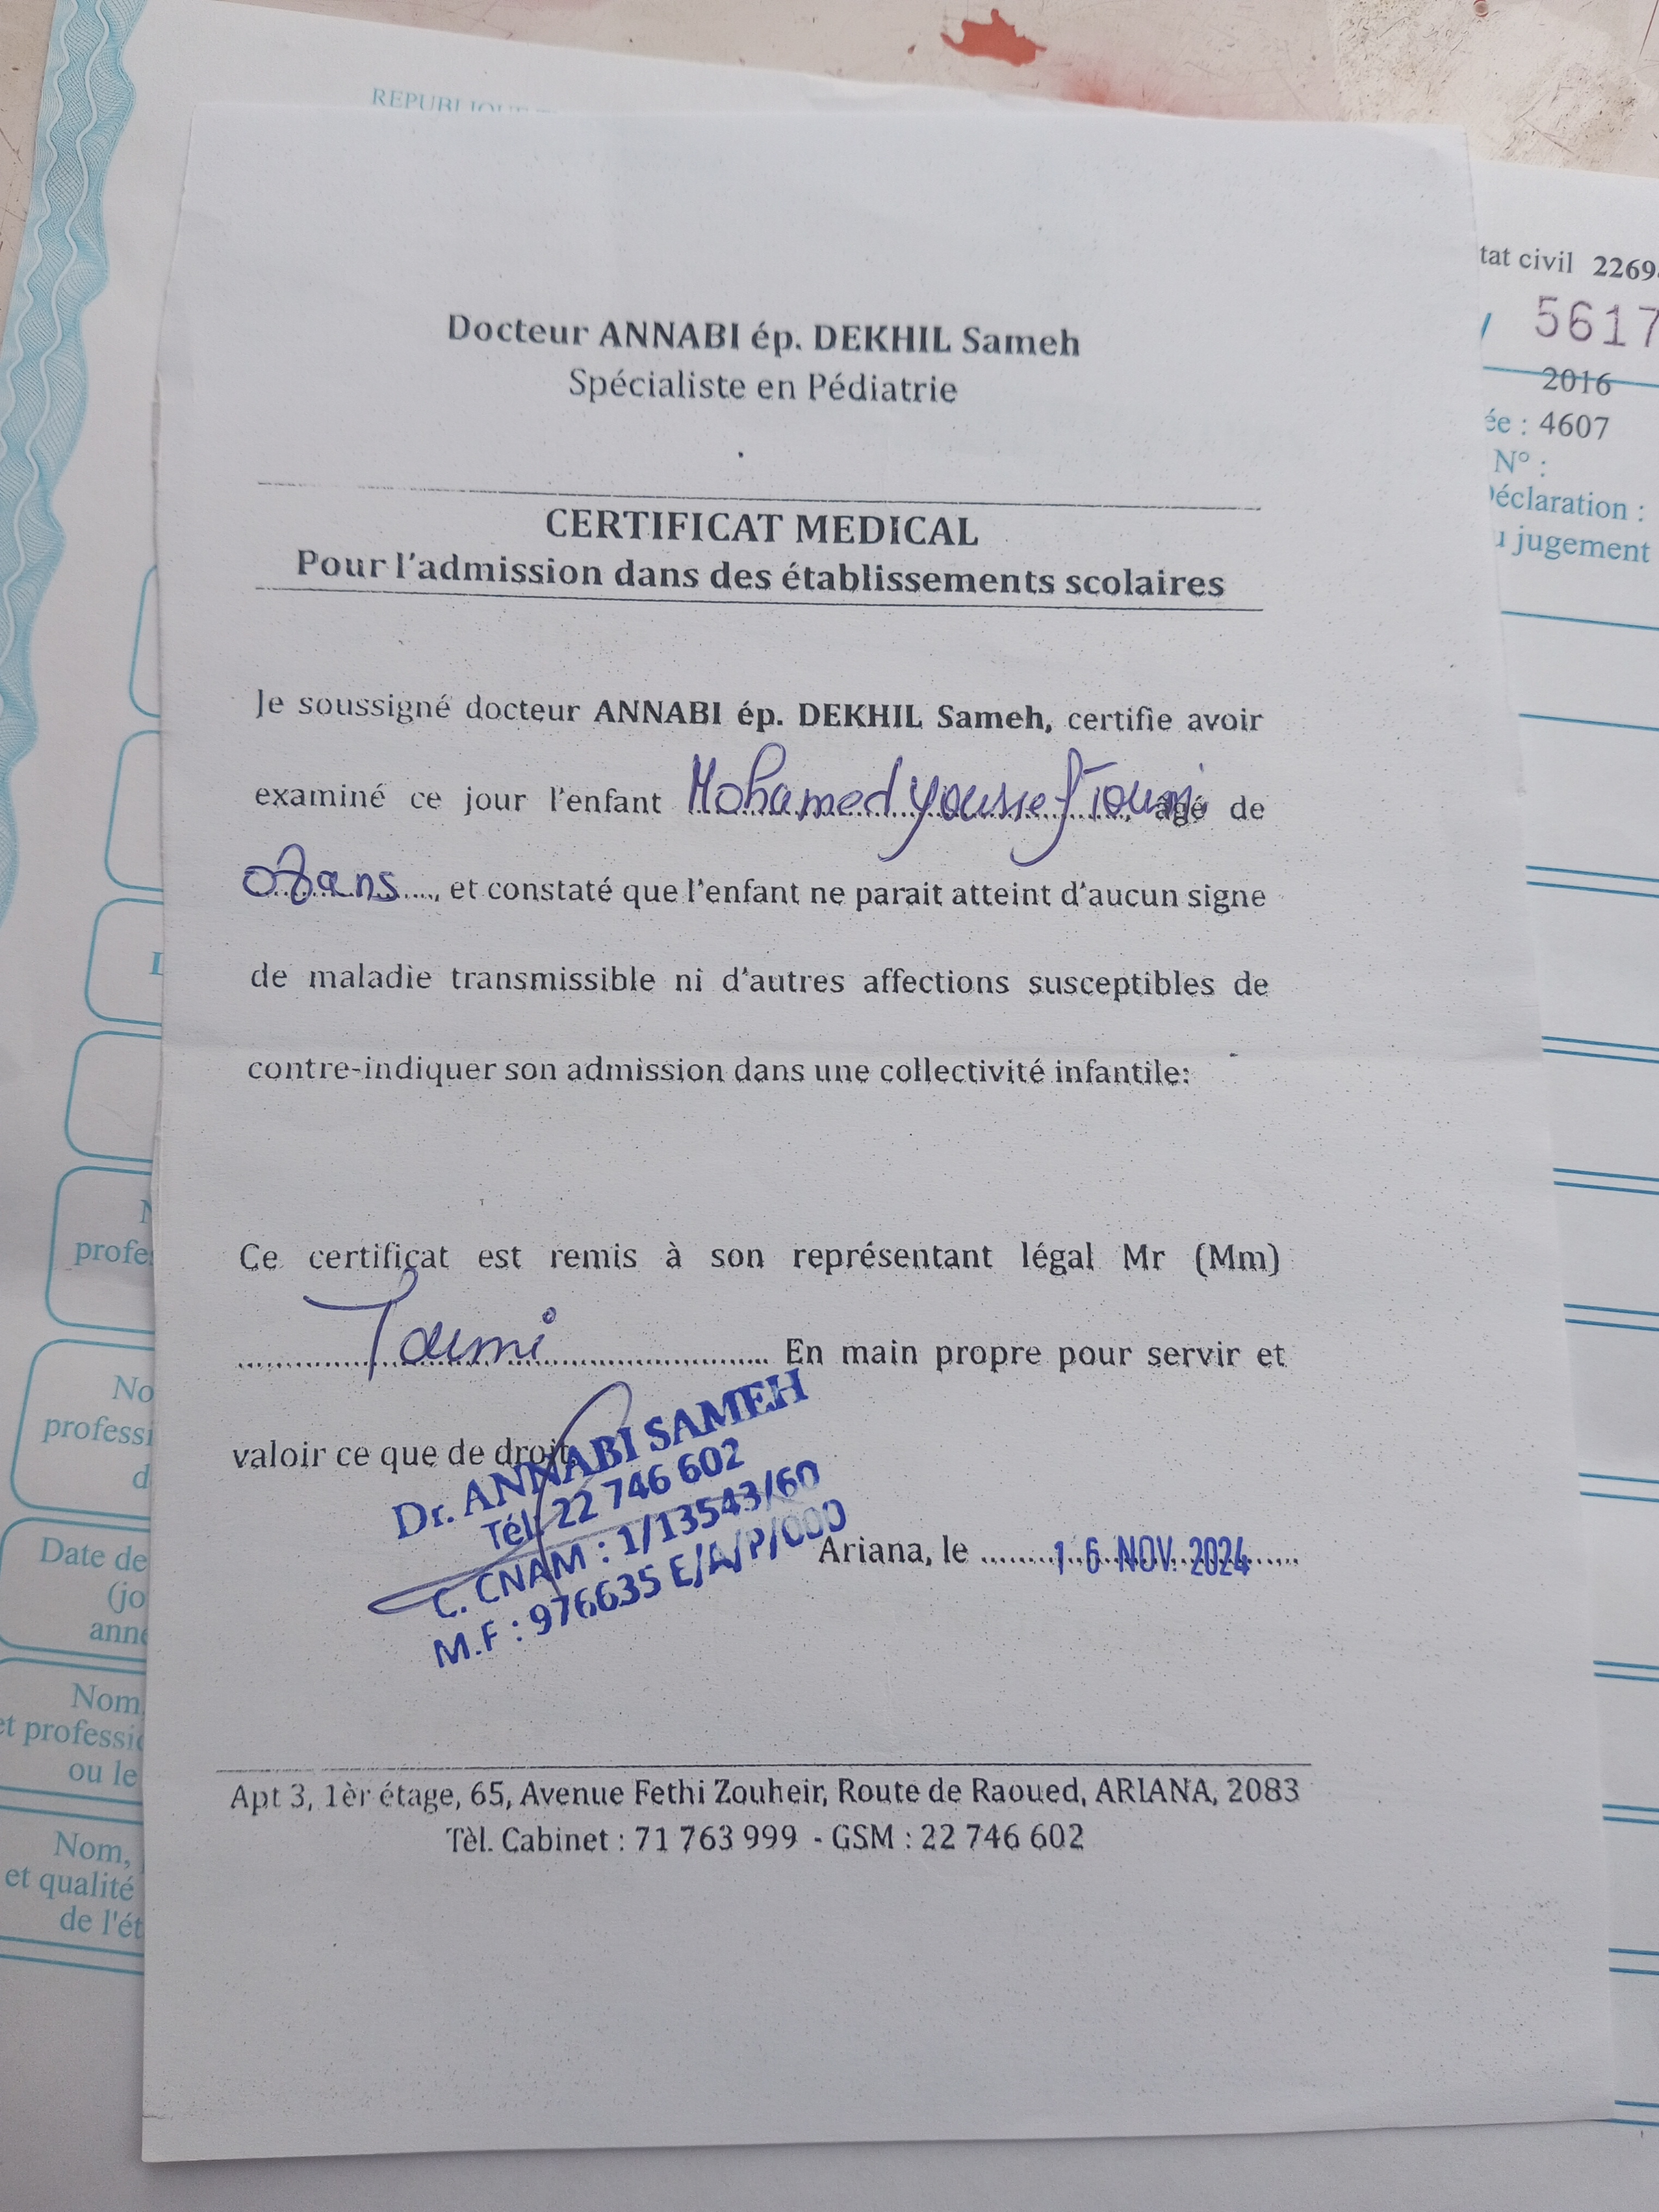 REPUBLIQUE
tat civil 2269
5617
2016
ée : 4607
N° :
éclaration :
u jugement
Docteur ANNABI ép. DEKHIL Sameh
Spécialiste en Pédiatrie
CERTIFICAT MEDICAL
Pour l'admission dans des établissements scolaires
Je soussigné docteur ANNABI ép. DEKHIL Sameh, certifie avoir
examiné ce jour l'enfant Mohamed Youssef Toumi, âgé de
08ans, et constaté que l'enfant ne parait atteint d'aucun signe
de maladie transmissible ni d'autres affections susceptibles de
contre-indiquer son admission dans une collectivité infantile:
Ce certificat est remis à son représentant légal Mr (Mm)
Toumi En main propre pour servir et
valoir ce que de droit.
Dr. ANNABI SAMEH
Tél: 22 746 602
C. CNAM : 1/13543/60
M.F : 976635 E/A/P/000
Ariana, le 16 NOV. 2024
Apt 3, 1èr étage, 65, Avenue Fethi Zouheir, Route de Raoued, ARIANA, 2083
Tèl. Cabinet : 71 763 999 - GSM : 22 746 602
profes
No
professi
d
Date de
(jo
anné
Nom,
et professio
ou le
Nom,
et qualité
de l'ét